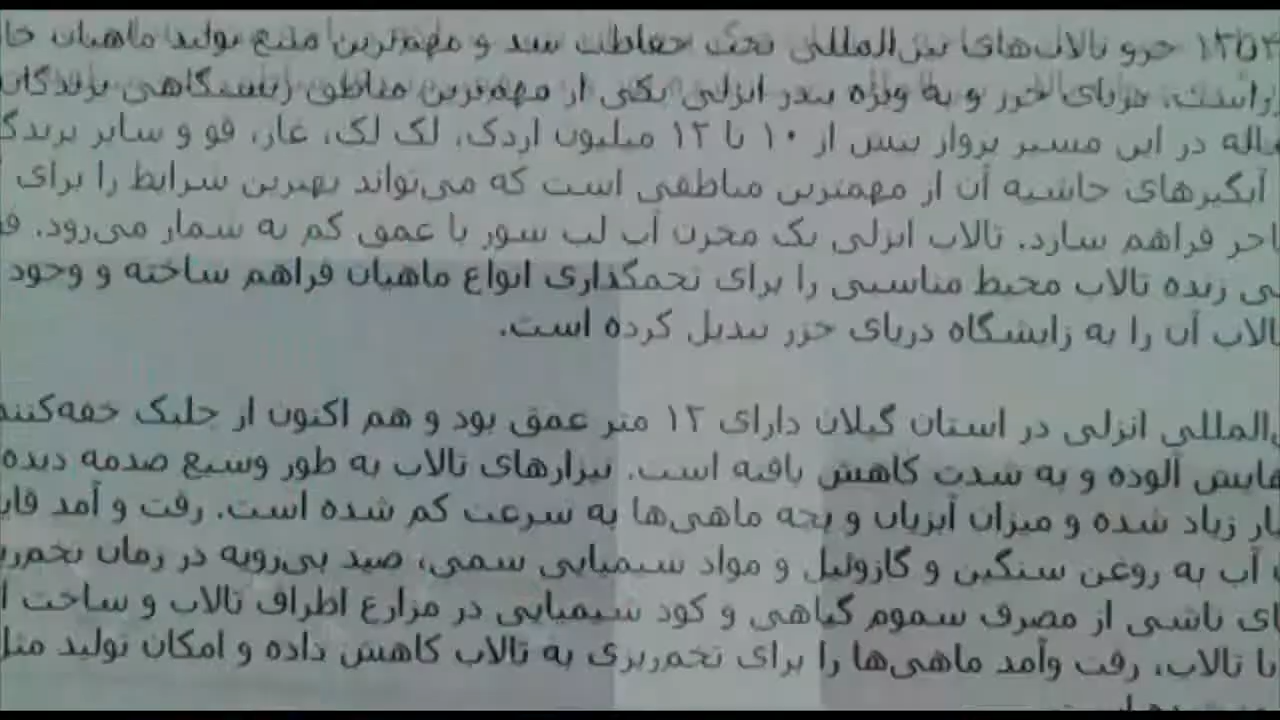 جزو تالاب‌های بین‌المللی تحت حفاظت شد و مهم‌ترین منبع تولید ماهیان
است. دریای خزر و به ویژه بندر انزلی یکی از مهم‌ترین مناطق زیستگاهی پرندگان
در این مسیر پرواز بیش از ۱۰ تا ۱۲ میلیون اردک، لک لک، غاز، قو و سایر
آبگیرهای حاشیه آن از مهمترین مناطقی است که می‌تواند بهترین شرایط را برای
فراهم سازد. تالاب انزلی یک مخزن آب لب شور با عمق کم به شمار می‌رود.
زنده تالاب محیط مناسبی را برای تخمگذاری انواع ماهیان فراهم ساخته و وجود
آن را به زایشگاه دریای خزر تبدیل کرده است.
انزلی در استان گیلان دارای ۱۲ متر عمق بود و هم اکنون از جلبک
آلوده و به شدت کاهش یافته است. نیزارهای تالاب به طور وسیع صدمه دیده
زیاد شده و میزان آبزیان و بچه ماهی‌ها به سرعت کم شده است. رفت و آمد
آب به روغن سنگین و گازوئیل و مواد شیمیایی سمی، صید بی‌رویه در زمان
ناشی از مصرف سموم گیاهی و کود شیمیایی در مزارع اطراف تالاب و ساخت
تالاب، رفت وآمد ماهی‌ها را برای تخم‌ریزی به تالاب کاهش داده و امکان تولید